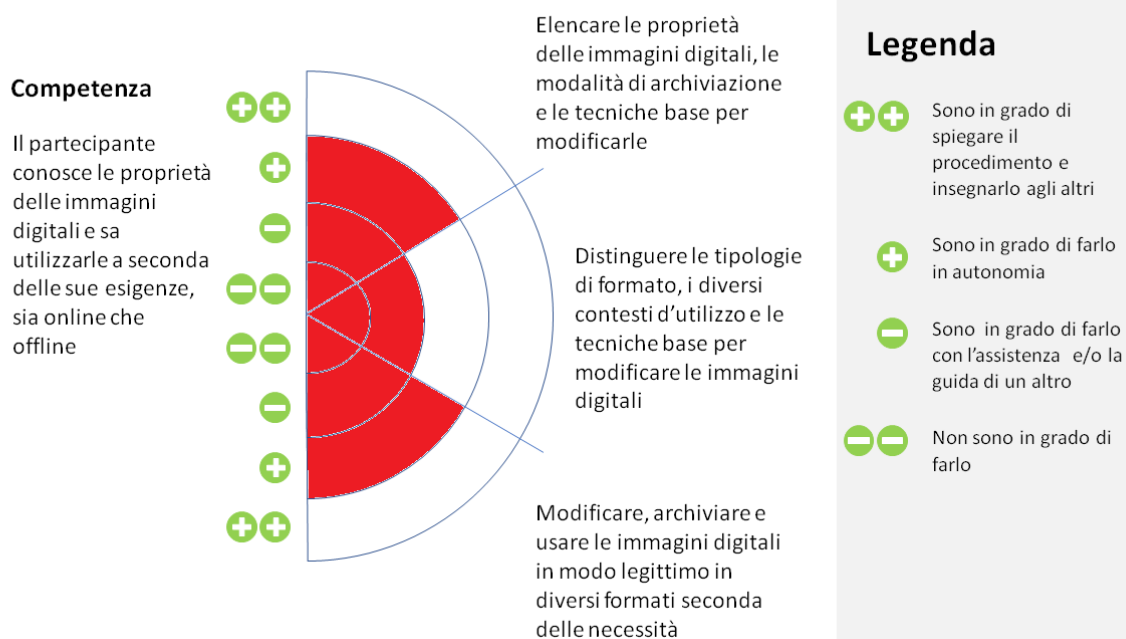 Competenza
Il partecipante
conosce le proprietà
delle immagini
digitali e sa
utilizzarle a seconda
delle sue esigenze,
sia online che
offline
Elencare le proprietà
delle immagini digitali, le
modalità di archiviazione
e le tecniche base per
modificarle
Distinguere le tipologie
di formato, i diversi
contesti d’utilizzo e le
tecniche base per
modificare le immagini
digitali
Modificare, archiviare e
usare le immagini digitali
in modo legittimo in
diversi formati seconda
delle necessità
Legenda
Sono in grado di
spiegare il
procedimento e
insegnarlo agli altri
Sono in grado di farlo
in autonomia
Sono in grado di farlo
con l’assistenza e/o la
guida di un altro
Non sono in grado di
farlo